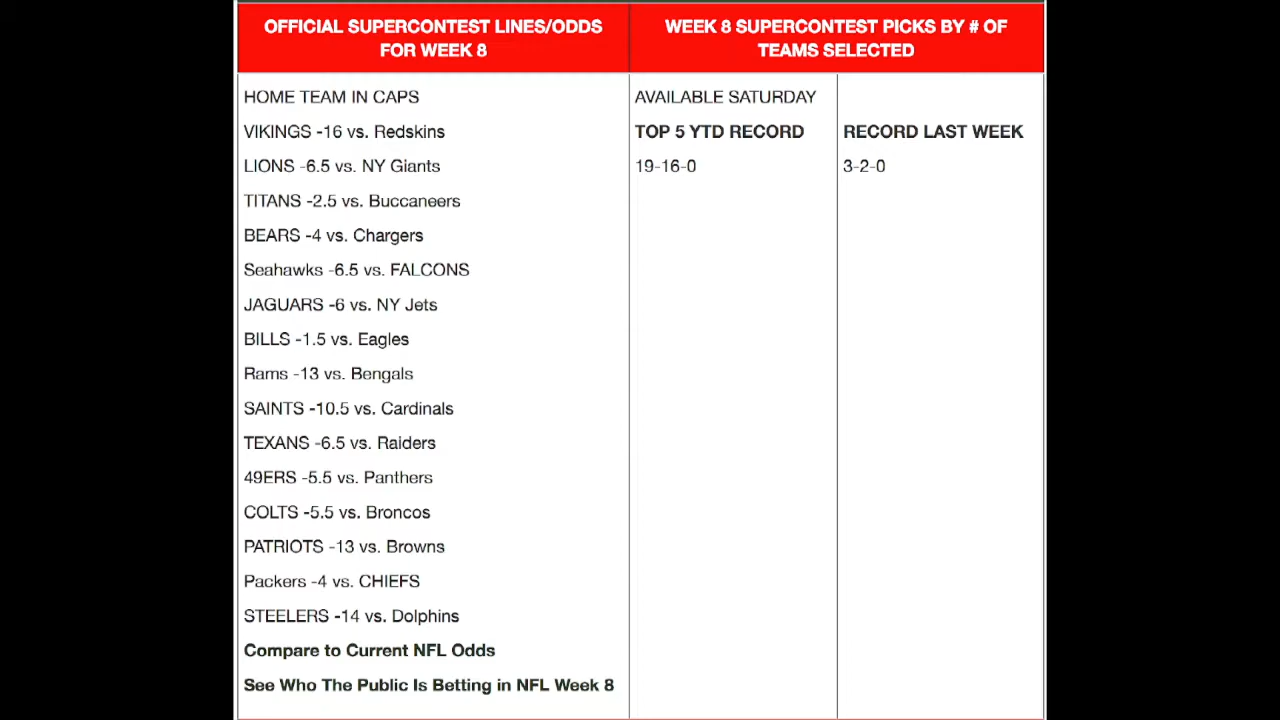 OFFICIAL SUPERCONTEST LINES/ODDS
FOR WEEK 8
WEEK 8 SUPERCONTEST PICKS BY # OF
TEAMS SELECTED
HOME TEAM IN CAPS
AVAILABLE SATURDAY
VIKINGS -16 vs. Redskins
TOP 5 YTD RECORD
RECORD LAST WEEK
LIONS -6.5 vs. NY Giants
19-16-0
3-2-0
TITANS -2.5 vs. Buccaneers
BEARS -4 vs. Chargers
Seahawks -6.5 vs. FALCONS
JAGUARS -6 vs. NY Jets
BILLS -1.5 vs. Eagles
Rams -13 vs. Bengals
SAINTS -10.5 vs. Cardinals
TEXANS -6.5 vs. Raiders
49ERS -5.5 vs. Panthers
COLTS -5.5 vs. Broncos
PATRIOTS -13 vs. Browns
Packers -4 vs. CHIEFS
STEELERS -14 vs. Dolphins
Compare to Current NFL Odds
See Who The Public Is Betting in NFL Week 8